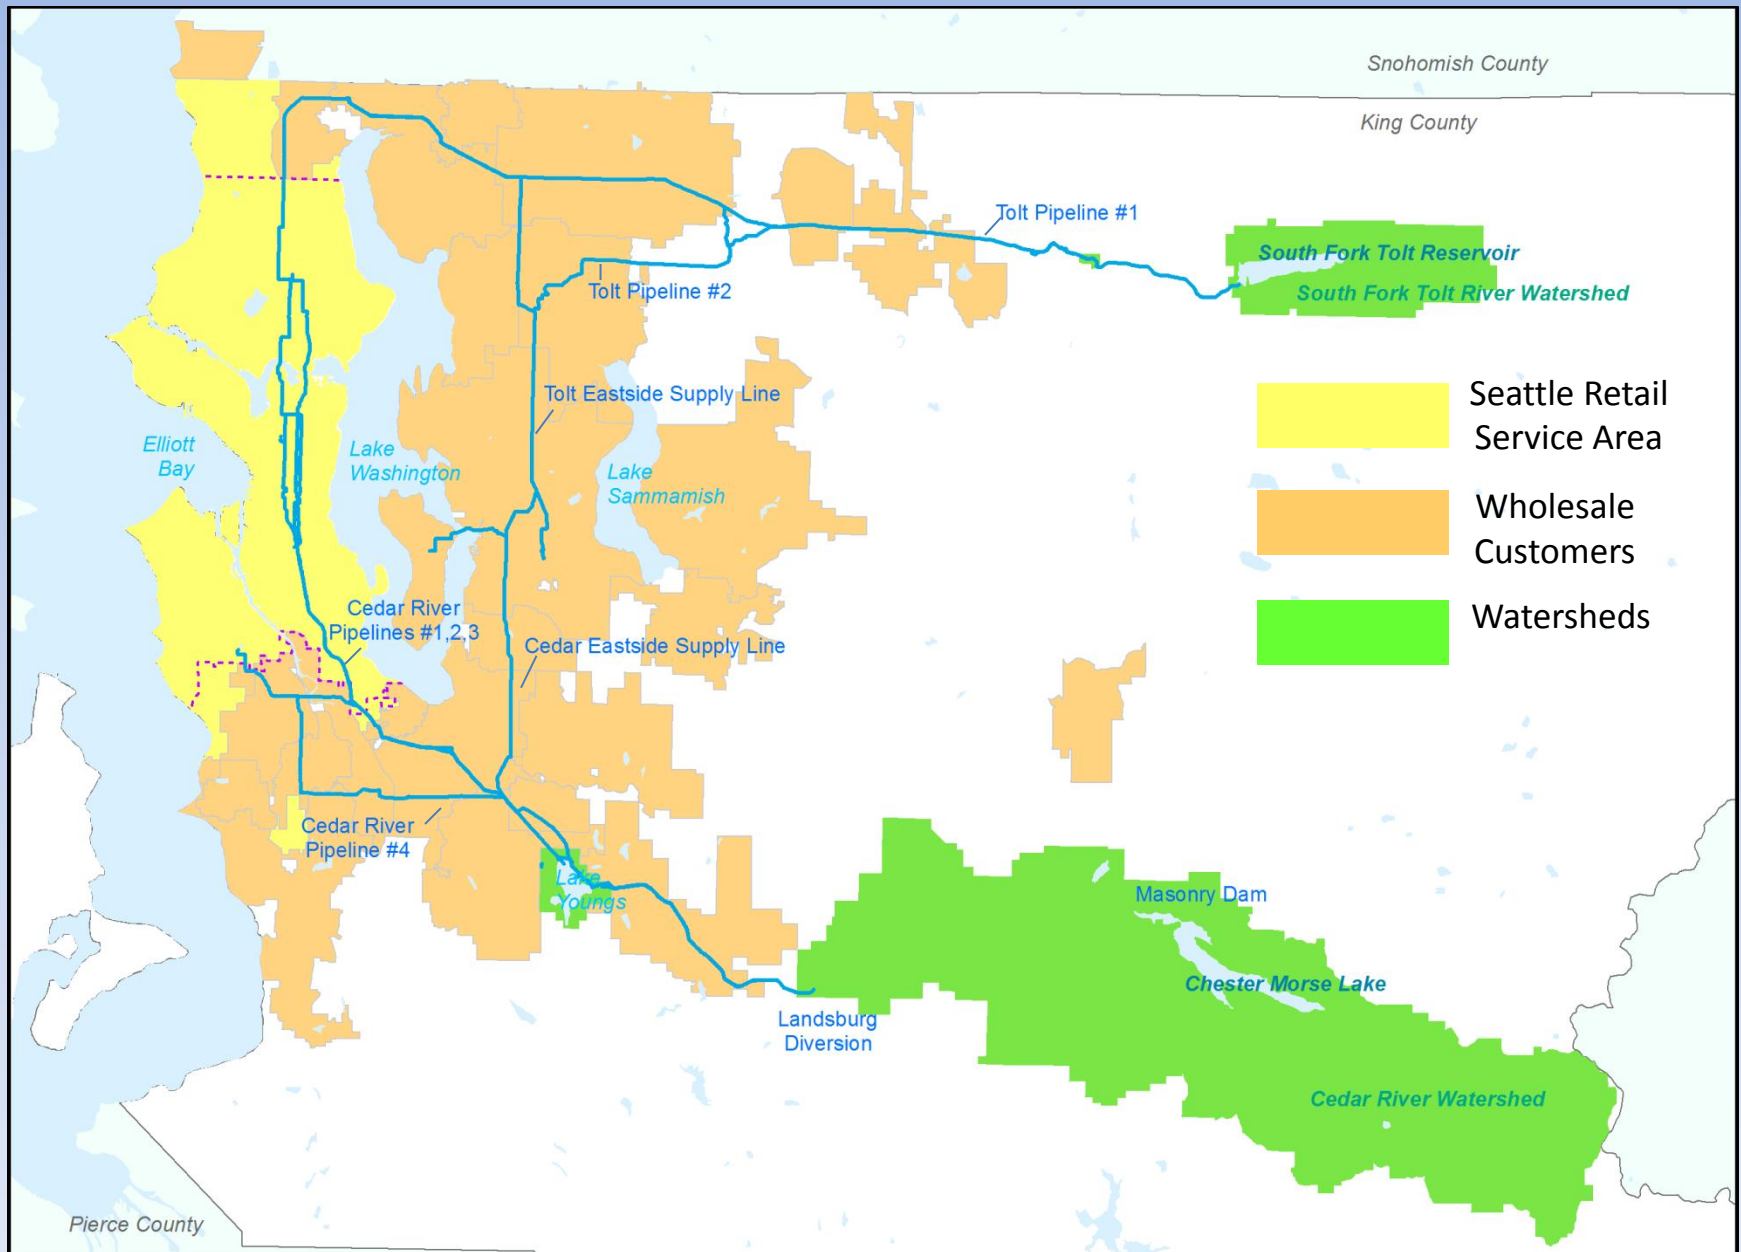 Snohomish County
King County
Tolt Pipeline #1
South Fork Tolt Reservoir
South Fork Tolt River Watershed
Tolt Pipeline #2
Tolt Eastside Supply Line
Seattle Retail
Service Area
Elliott
Bay
Lake
Washington
Lake
Sammamish
Wholesale
Customers
Cedar River
Pipelines #1,2,3
Cedar Eastside Supply Line
Watersheds
Cedar River
Pipeline #4
Lake
Youngs
Masonry Dam
Chester Morse Lake
Landsburg
Diversion
Cedar River Watershed
Pierce County